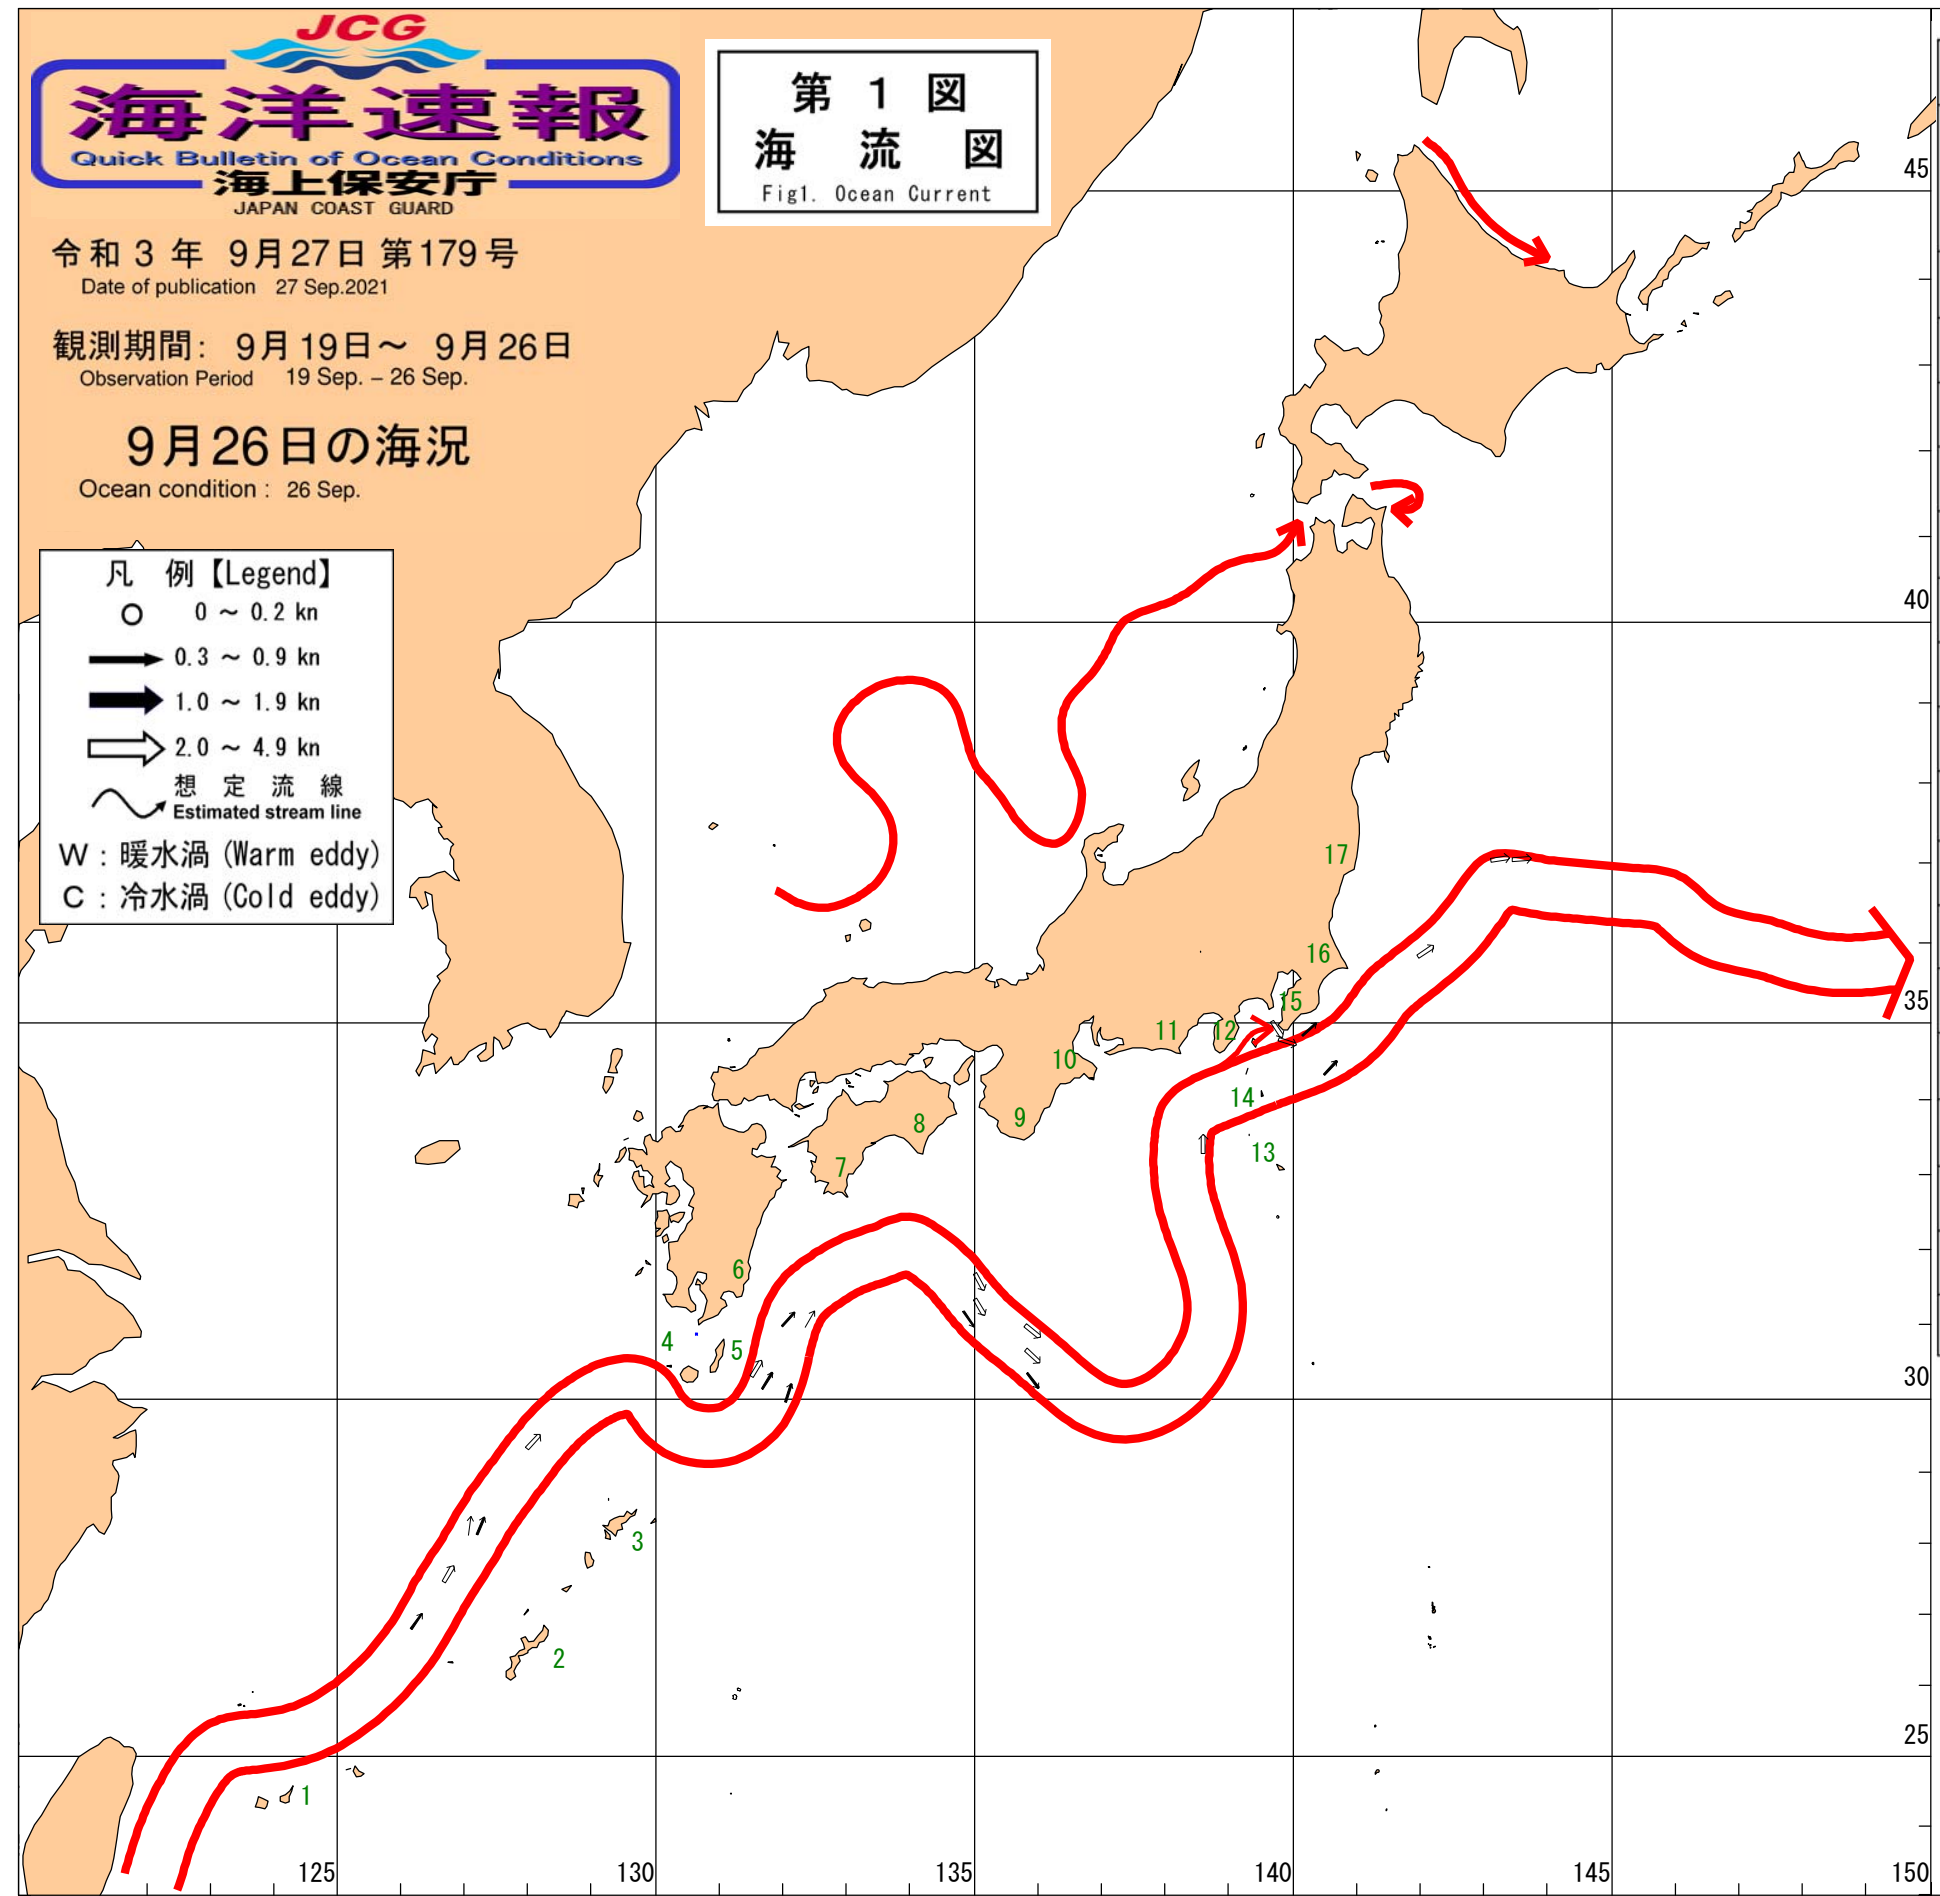 JCG
海洋速報
Quick Bulletin of Ocean Conditions
海上保安庁
JAPAN COAST GUARD
第 1 図
海 流 図
Fig1. Ocean Current
令和 3 年 9月27日 第179号
Date of publication 27 Sep.2021
観測期間: 9月19日～ 9月26日
Observation Period 19 Sep. – 26 Sep.
9月26日の海況
Ocean condition : 26 Sep.
凡 例【Legend】
0 ～ 0.2 kn
0.3 ～ 0.9 kn
1.0 ～ 1.9 kn
2.0 ～ 4.9 kn
想 定 流 線
Estimated stream line
W : 暖水渦 (Warm eddy)
C : 冷水渦 (Cold eddy)
45
40
17
16
35
15
12
11
10
14
9
8
13
7
6
4
5
30
3
2
25
1
125
130
135
140
145
150